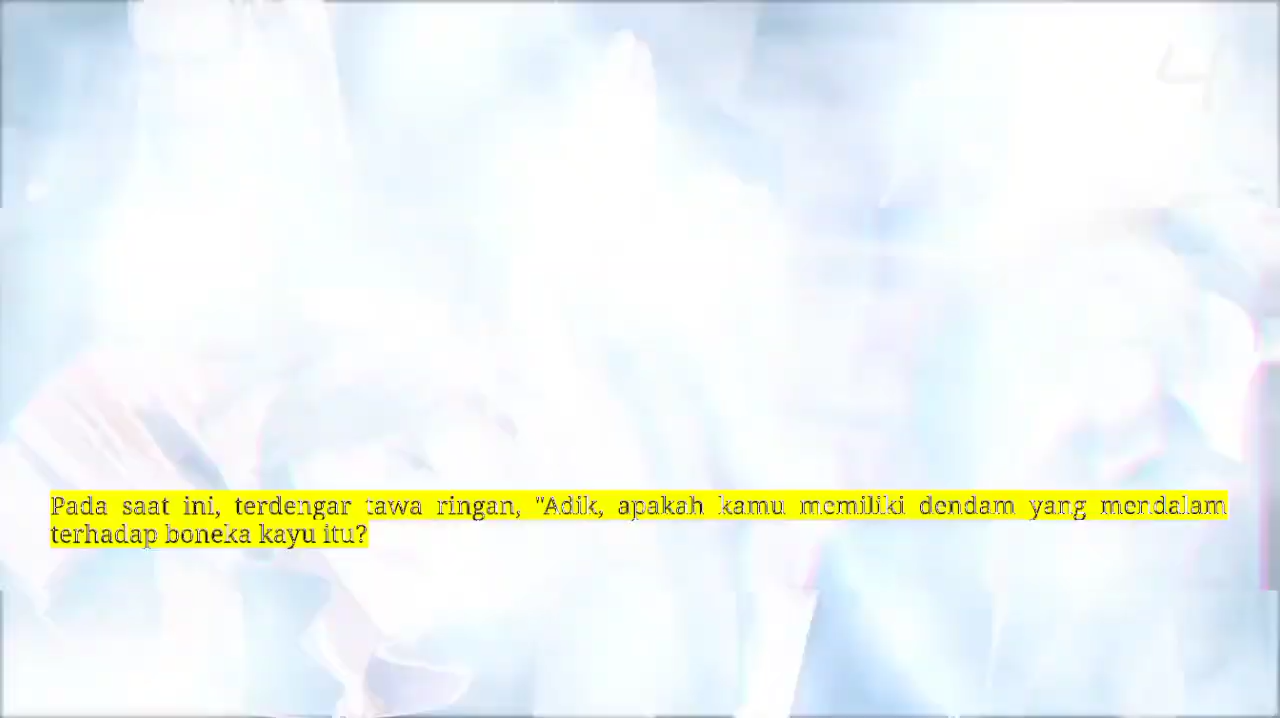 Pada saat ini, terdengar tawa ringan, "Adik, apakah kamu memiliki dendam yang mendalam
terhadap boneka kayu itu?